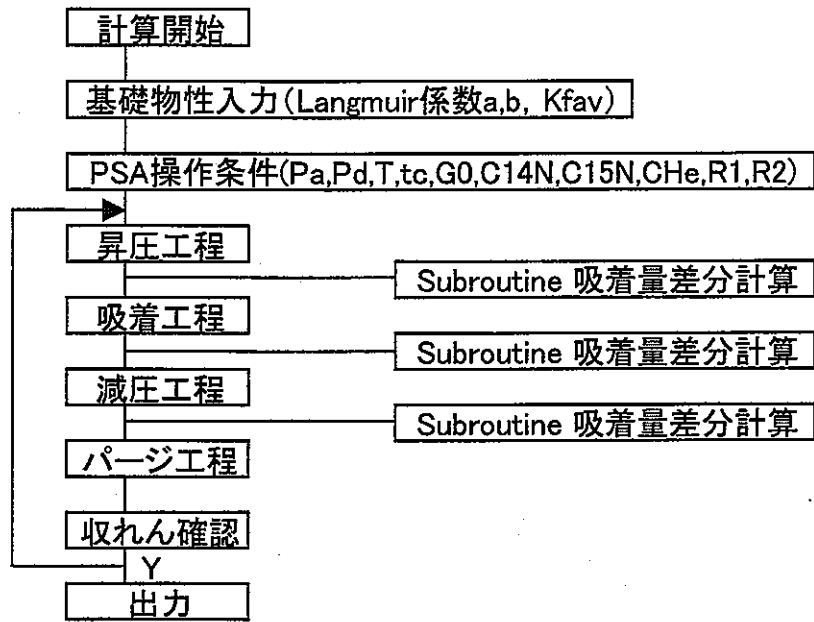 計算開始
基礎物性入力(Langmuir係数a,b, Kfav)
PSA操作条件(Pa,Pd,T,tc,G0,C14N,C15N,CHe,R1,R2)
昇圧工程
Subroutine 吸着量差分計算
吸着工程
Subroutine 吸着量差分計算
減圧工程
Subroutine 吸着量差分計算
パージ工程
収れん確認
Y
出力